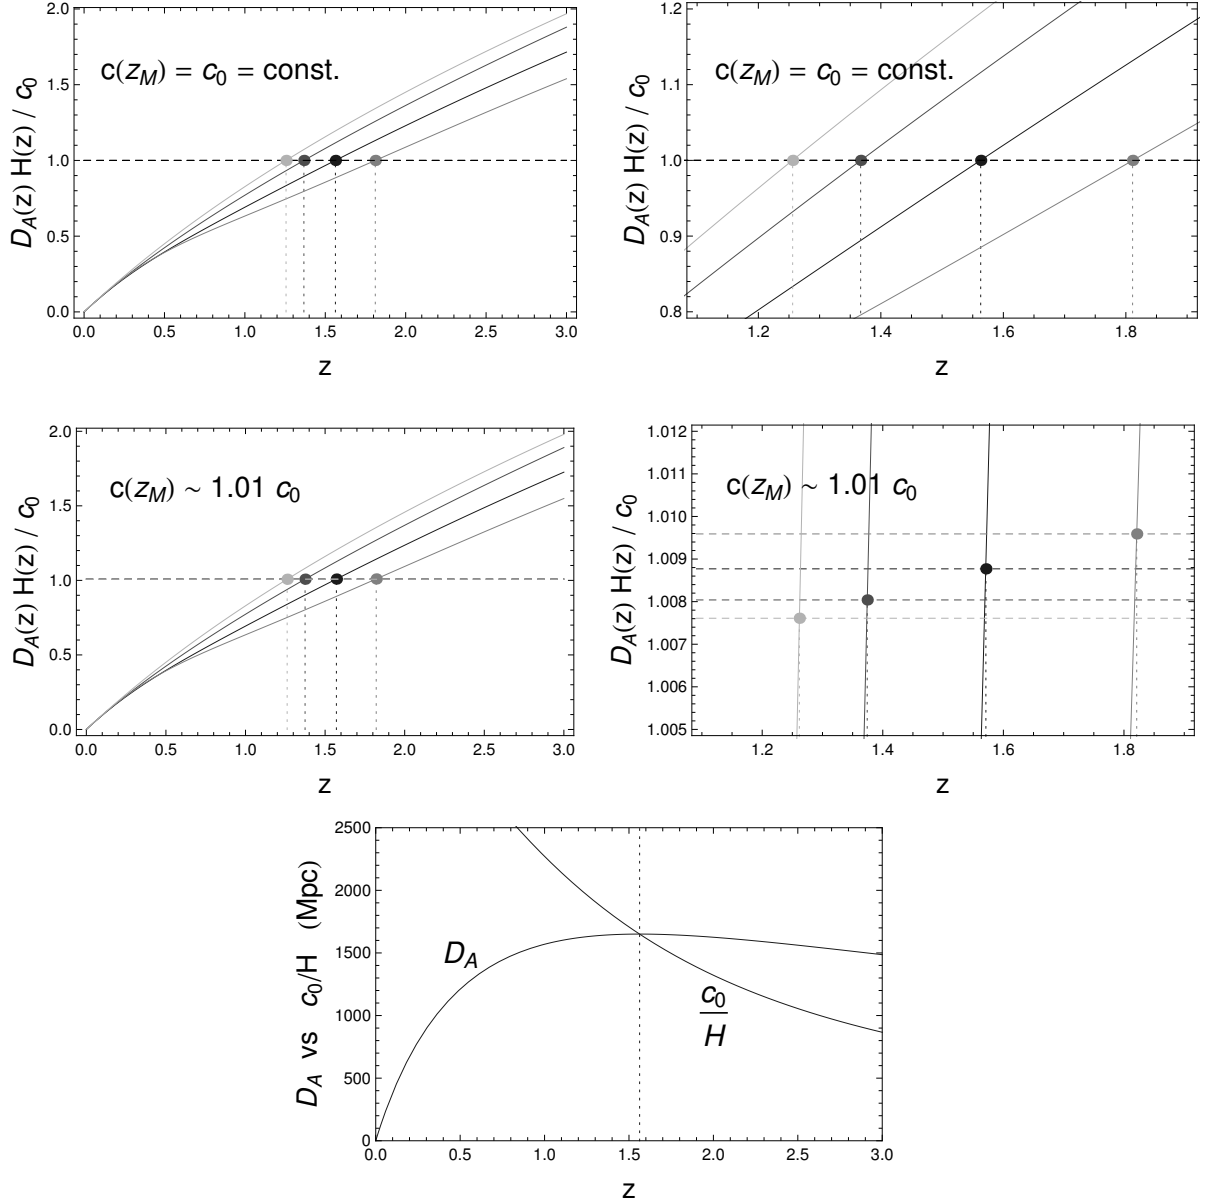 c(z_M) = c_0 = const.
D_A(z) H(z) / c_0
2.0
1.5
1.0
0.5
0.0
0.0 0.5 1.0 1.5 2.0 2.5 3.0
z
c(z_M) = c_0 = const.
D_A(z) H(z) / c_0
1.2
1.1
1.0
0.9
0.8
1.2 1.4 1.6 1.8
z
c(z_M) ~ 1.01 c_0
D_A(z) H(z) / c_0
2.0
1.5
1.0
0.5
0.0
0.0 0.5 1.0 1.5 2.0 2.5 3.0
z
c(z_M) ~ 1.01 c_0
D_A(z) H(z) / c_0
1.012
1.011
1.010
1.009
1.008
1.007
1.006
1.005
1.2 1.4 1.6 1.8
z
D_A vs c_0/H (Mpc)
2500
2000
1500
1000
500
0
D_A
c_0
H
0.0 0.5 1.0 1.5 2.0 2.5 3.0
z